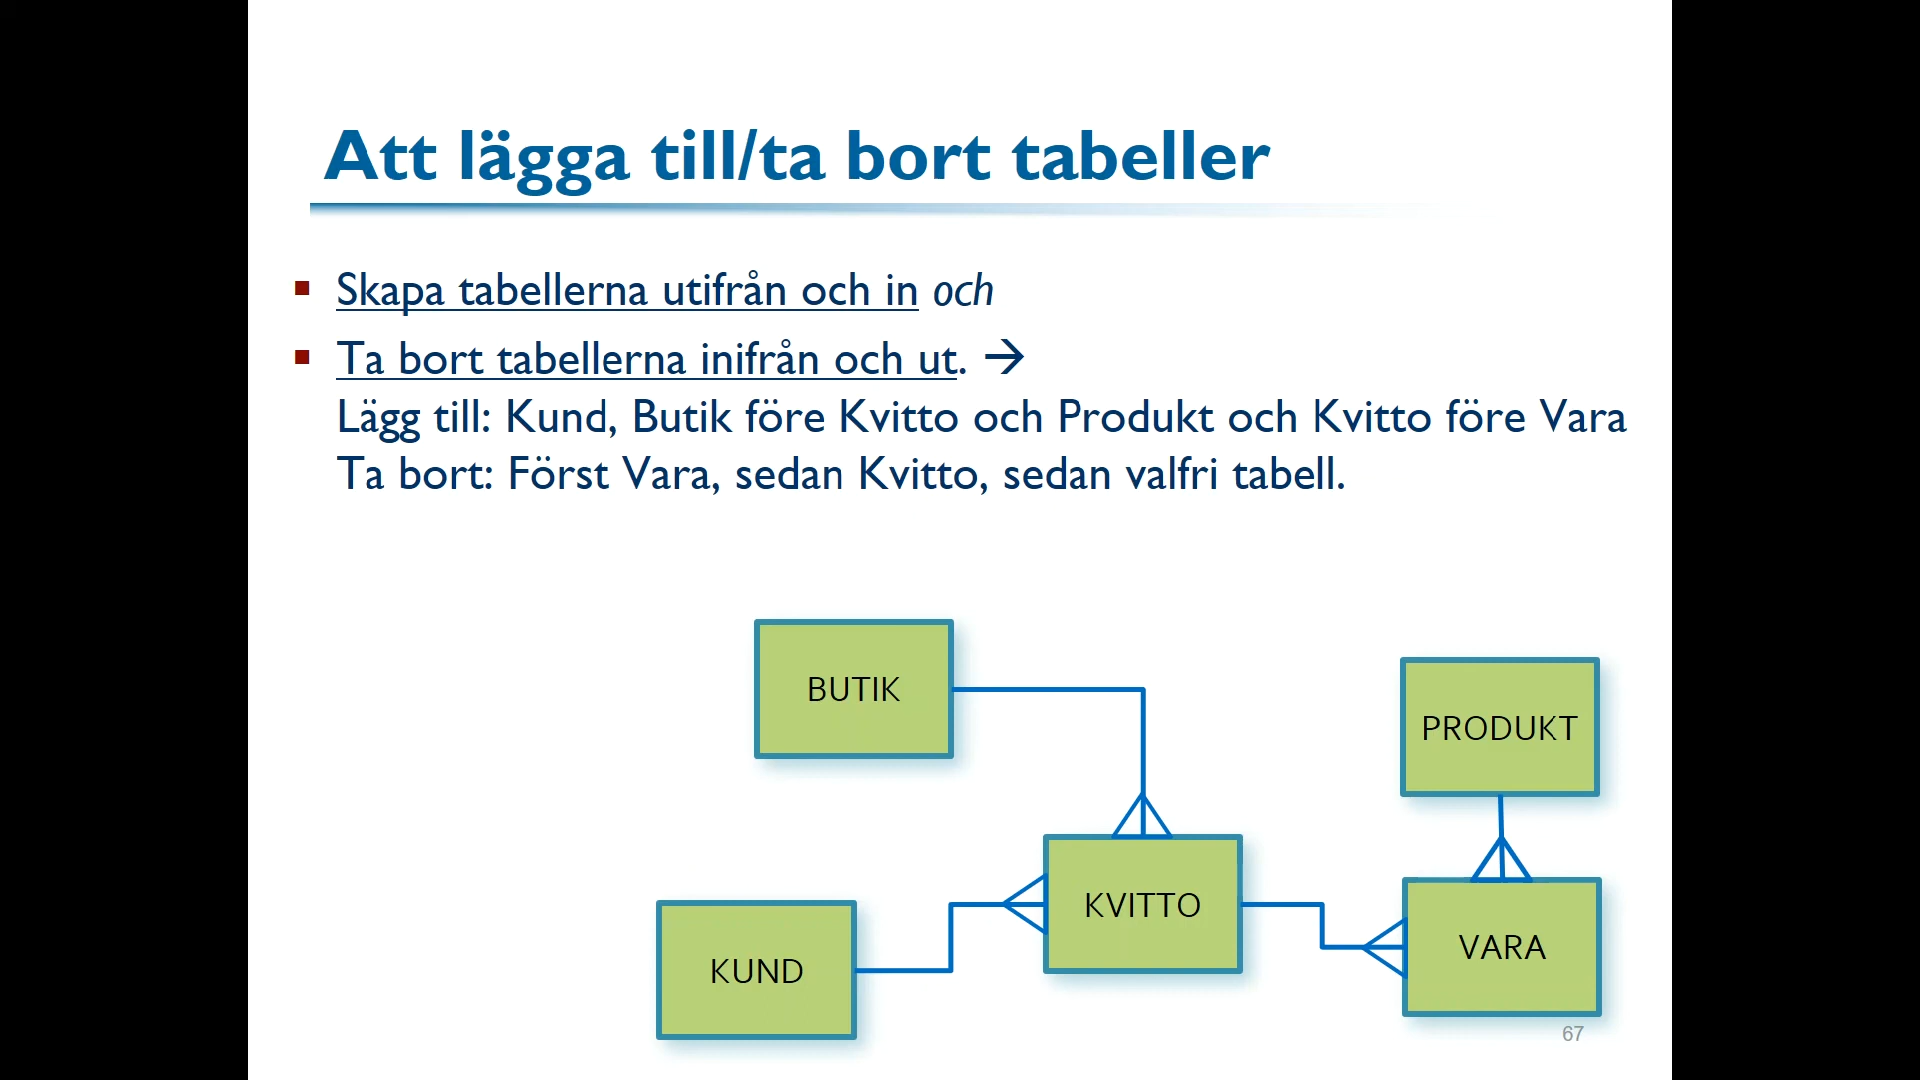 Att lägga till/ta bort tabeller
Skapa tabellerna utifrån och in och
Ta bort tabellerna inifrån och ut. →
Lägg till: Kund, Butik före Kvitto och Produkt och Kvitto före Vara
Ta bort: Först Vara, sedan Kvitto, sedan valfri tabell.
BUTIK
PRODUKT
KVITTO
VARA
KUND
67